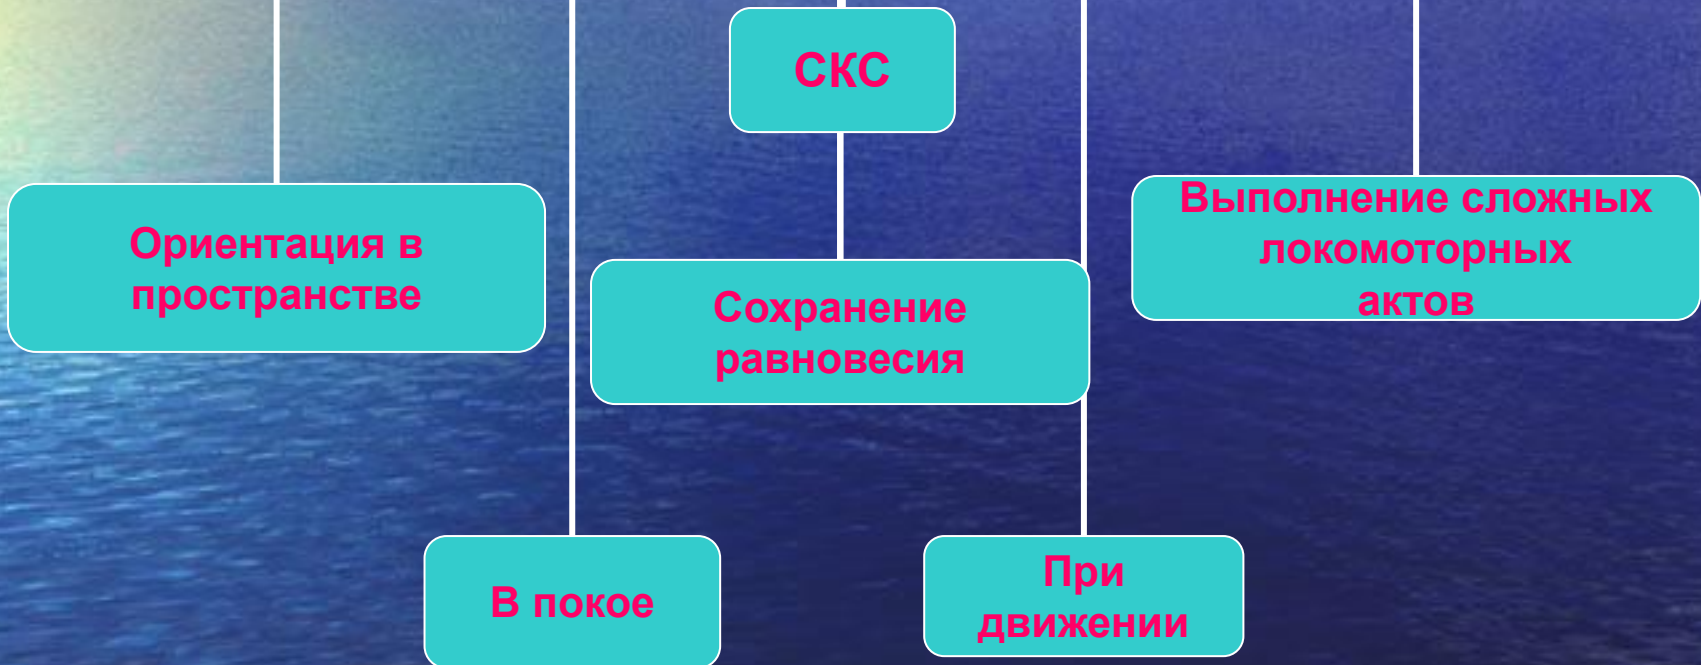 СКС
Ориентация в
пространстве
Сохранение
равновесия
Выполнение сложных
локомоторных
актов
В покое
При
движении